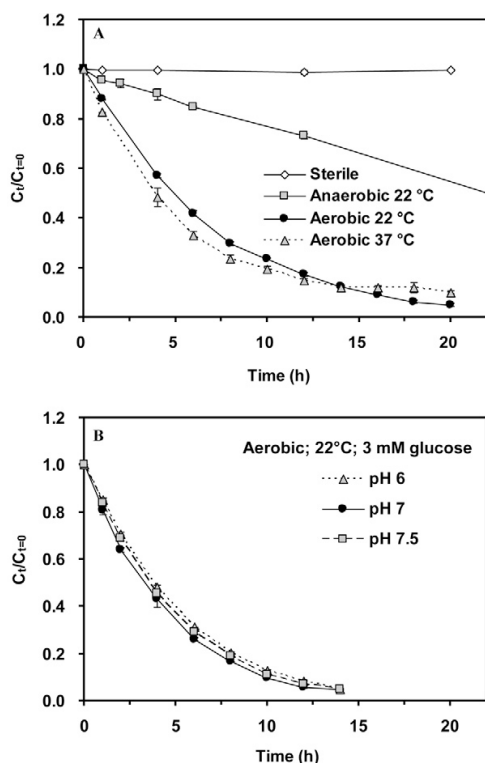 A
1.2
1.0
0.8
0.6
0.4
0.2
0.0
Ct/Ct=0
Sterile
Anaerobic 22 °C
Aerobic 22 °C
Aerobic 37 °C
0 5 10 15 20
Time (h)
B
1.2
1.0
0.8
0.6
0.4
0.2
0.0
Ct/Ct=0
Aerobic; 22°C; 3 mM glucose
pH 6
pH 7
pH 7.5
0 5 10 15 20
Time (h)